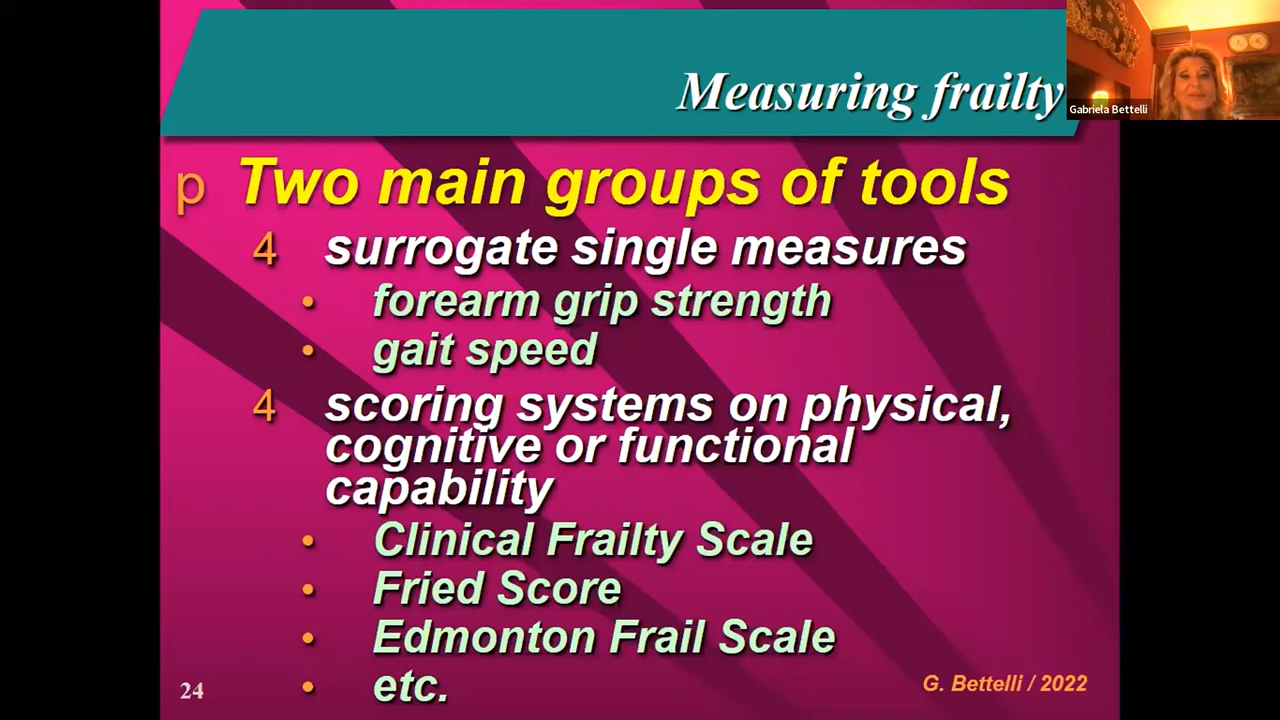 Measuring frailty
Gabriela Bettelli
p Two main groups of tools
4 surrogate single measures
• forearm grip strength
• gait speed
4 scoring systems on physical,
cognitive or functional
capability
• Clinical Frailty Scale
• Fried Score
• Edmonton Frail Scale
• etc.
24
G. Bettelli / 2022